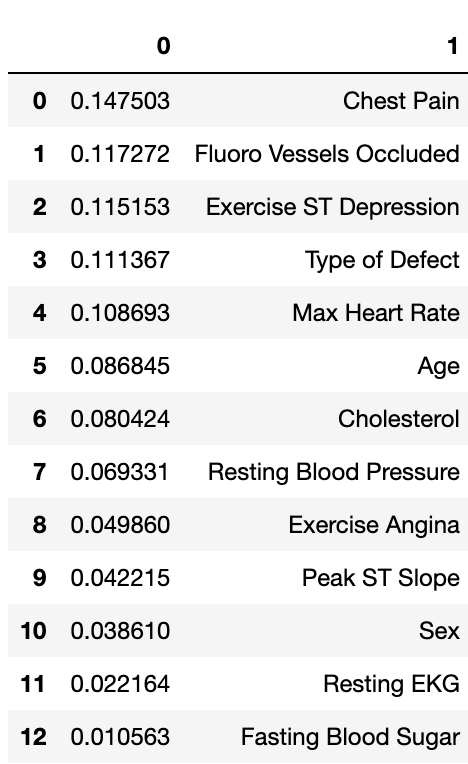 0 1
0 0.147503 Chest Pain
1 0.117272 Fluoro Vessels Occluded
2 0.115153 Exercise ST Depression
3 0.111367 Type of Defect
4 0.108693 Max Heart Rate
5 0.086845 Age
6 0.080424 Cholesterol
7 0.069331 Resting Blood Pressure
8 0.049860 Exercise Angina
9 0.042215 Peak ST Slope
10 0.038610 Sex
11 0.022164 Resting EKG
12 0.010563 Fasting Blood Sugar